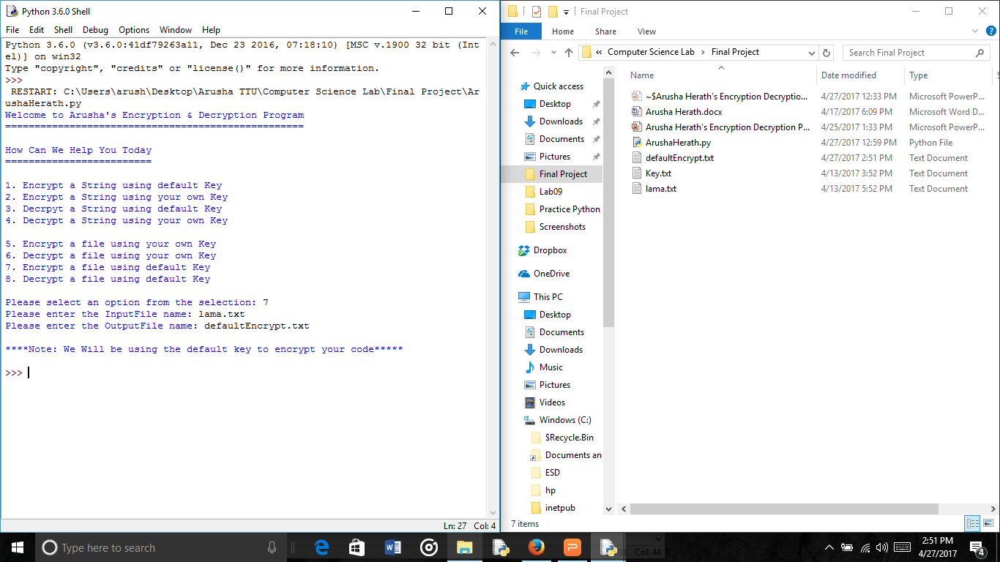 Python 3.6.0 Shell
File Edit Shell Debug Options Window Help
Python 3.6.0 (v3.6.0:41df79263a11, Dec 23 2016, 07:18:10) [MSC v.1900 32 bit (Inte
l)] on win32
Type "copyright", "credits" or "license()" for more information.
>>>
RESTART: C:\Users\arush\Desktop\Arusha TTU\Computer Science Lab\Final Project\Ar
ushaHerath.py
Welcome to Arusha's Encryption & Decryption Program
===================================================
How Can We Help You Today
=========================
1. Encrypt a String using default Key
2. Encrypt a String using your own Key
3. Decrpyt a String using default Key
4. Decrypt a String using your own Key
5. Encrypt a file using your own Key
6. Decrypt a file using your own Key
7. Encrypt a file using default Key
8. Decrypt a file using default Key
Please select an option from the selection: 7
Please enter the InputFile name: lama.txt
Please enter the OutputFile name: defaultEncrypt.txt
****Note: We Will be using the default key to encrypt your code*****
>>>
Ln: 27 Col: 4
Final Project
File Home Share View
« Computer Science Lab › Final Project
Search Final Project
Quick access
Desktop
Downloads
Documents
Pictures
Final Project
Lab09
Practice Python
Screenshots
Dropbox
OneDrive
This PC
Desktop
Documents
Downloads
Music
Pictures
Videos
Windows (C:)
$Recycle.Bin
Documents an
ESD
hp
inetpub
Name Date modified Type S
~$Arusha Herath's Encryption Decryptio... 4/27/2017 12:33 PM Microsoft PowerP...
Arusha Herath.docx 4/17/2017 6:09 PM Microsoft Word D...
Arusha Herath's Encryption Decryption P... 4/25/2017 1:33 PM Microsoft PowerP...
ArushaHerath.py 4/27/2017 12:59 PM Python File
defaultEncrypt.txt 4/27/2017 2:51 PM Text Document
Key.txt 4/13/2017 3:52 PM Text Document
lama.txt 4/13/2017 5:52 PM Text Document
7 items
Type here to search
Col: 44
2:51 PM
4/27/2017
4